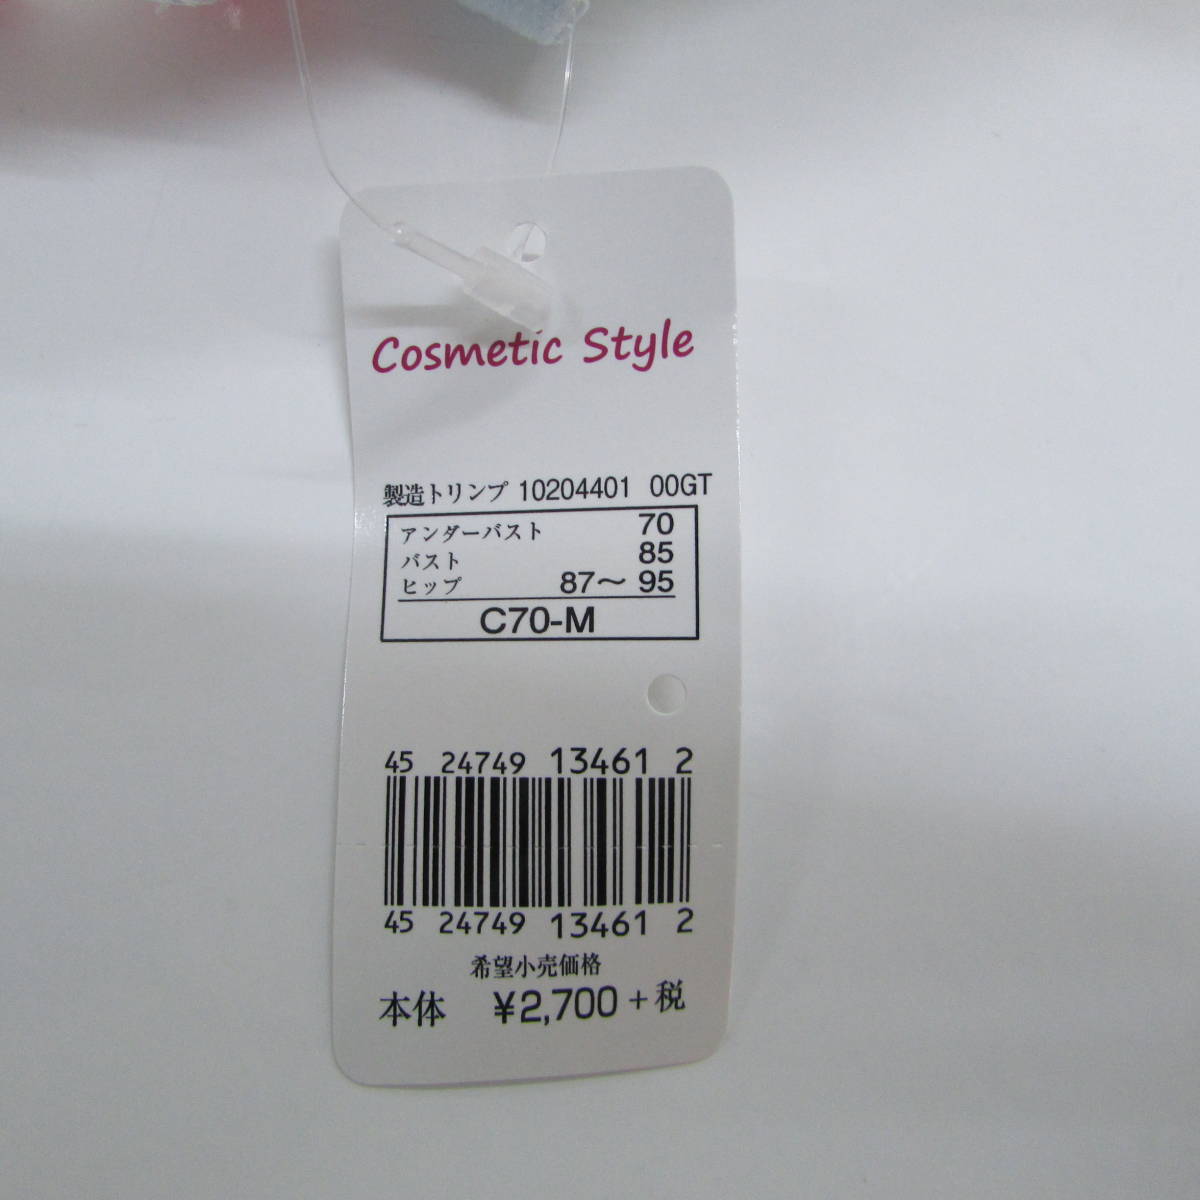 Cosmetic Style
製造トリンプ 10204401 00GT
アンダーバスト 70
バスト 85
ヒップ 87〜 95
C70-M
45 24749 13461 2
45 24749 13461 2
希望小売価格
本体 ¥2,700+税